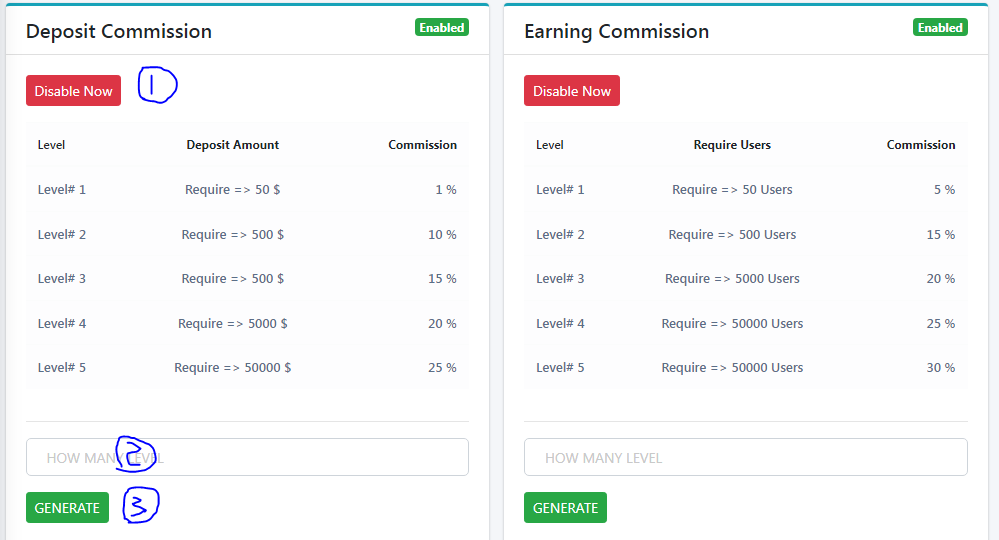 Deposit Commission Enabled
Disable Now 1
Level Deposit Amount Commission
Level# 1 Require => 50 $ 1 %
Level# 2 Require => 500 $ 10 %
Level# 3 Require => 500 $ 15 %
Level# 4 Require => 5000 $ 20 %
Level# 5 Require => 50000 $ 25 %
HOW MANY LEVEL 2
GENERATE 3
Earning Commission Enabled
Disable Now
Level Require Users Commission
Level# 1 Require => 50 Users 5 %
Level# 2 Require => 500 Users 15 %
Level# 3 Require => 5000 Users 20 %
Level# 4 Require => 50000 Users 25 %
Level# 5 Require => 50000 Users 30 %
HOW MANY LEVEL
GENERATE